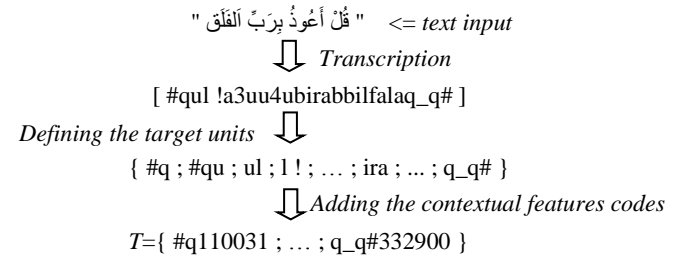 " قُلْ أَعُوذُ بِرَبِّ اَلفَلَق " <= text input
Transcription
[ #qul !a3uu4ubirabbilfalaq_q# ]
Defining the target units
{ #q ; #qu ; ul ; l ! ; … ; ira ; ... ; q_q# }
Adding the contextual features codes
T={ #q110031 ; … ; q_q#332900 }